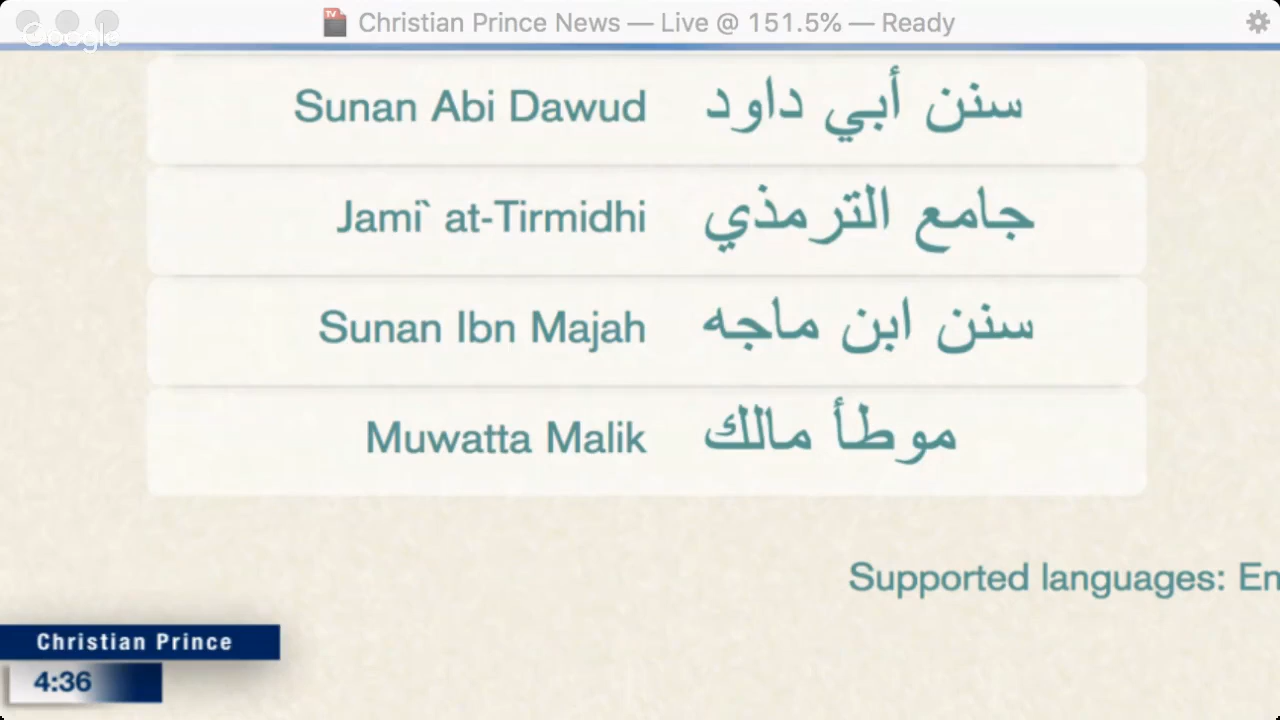 Christian Prince News — Live @ 151.5% — Ready
Google
Sunan Abi Dawud سنن أبي داود
Jami` at-Tirmidhi جامع الترمذي
Sunan Ibn Majah سنن ابن ماجه
Muwatta Malik موطأ مالك
Supported languages: En
Christian Prince
4:36